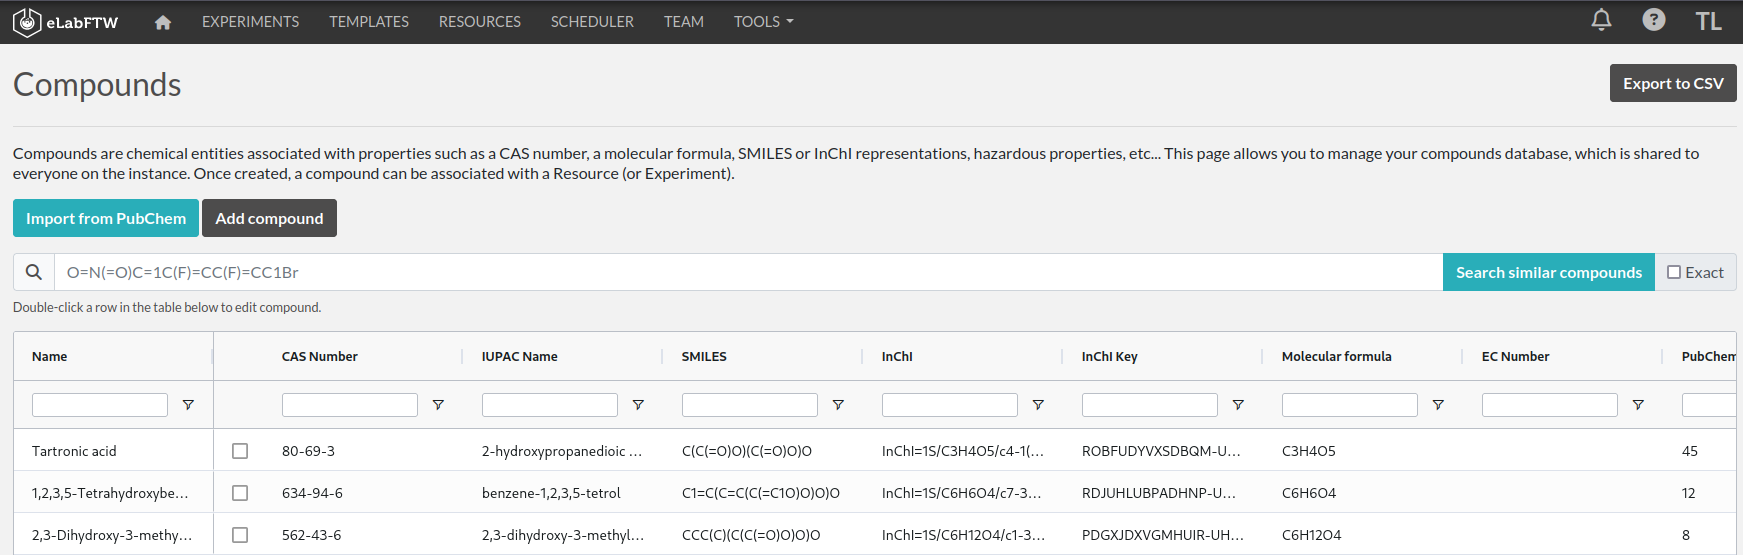 eLabFTW EXPERIMENTS TEMPLATES RESOURCES SCHEDULER TEAM TOOLS ? TL
Compounds
Export to CSV
Compounds are chemical entities associated with properties such as a CAS number, a molecular formula, SMILES or InChI representations, hazardous properties, etc... This page allows you to manage your compounds database, which is shared to
everyone on the instance. Once created, a compound can be associated with a Resource (or Experiment).
Import from PubChem Add compound
O=N(=O)C=1C(F)=CC(F)=CC1Br Search similar compounds Exact
Double-click a row in the table below to edit compound.
Name CAS Number IUPAC Name SMILES InChI InChI Key Molecular formula EC Number PubChem
Tartronic acid 80-69-3 2-hydroxypropanedioic ... C(C(=O)O)(C(=O)O)O InChI=1S/C3H4O5/c4-1(... ROBFUDYVXSDBQM-U... C3H4O5 45
1,2,3,5-Tetrahydroxybe... 634-94-6 benzene-1,2,3,5-tetrol C1=C(C=C(C(=C1O)O)O)O InChI=1S/C6H6O4/c7-3... RDJUHLUBPADHNP-U... C6H6O4 12
2,3-Dihydroxy-3-methy... 562-43-6 2,3-dihydroxy-3-methyl... CCC(C)(C(C(=O)O)O)O InChI=1S/C6H12O4/c1-3... PDGXJDXVGMHUIR-UH... C6H12O4 8